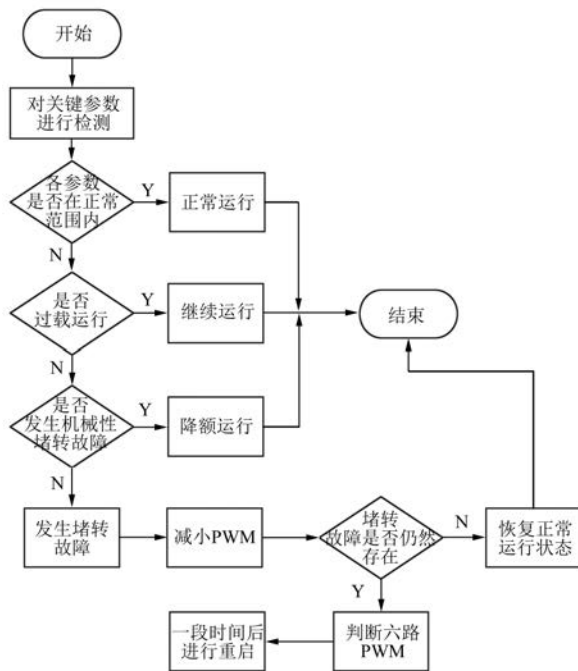 开始
对关键参数
进行检测
各参数
是否在正常
范围内
Y
正常运行
N
是否
过载运行
Y
继续运行
结束
N
是否
发生机械性
堵转故障
Y
降额运行
N
发生堵转
故障
减小PWM
堵转
故障是否仍然
存在
N
恢复正常
运行状态
Y
一段时间后
进行重启
判断六路
PWM